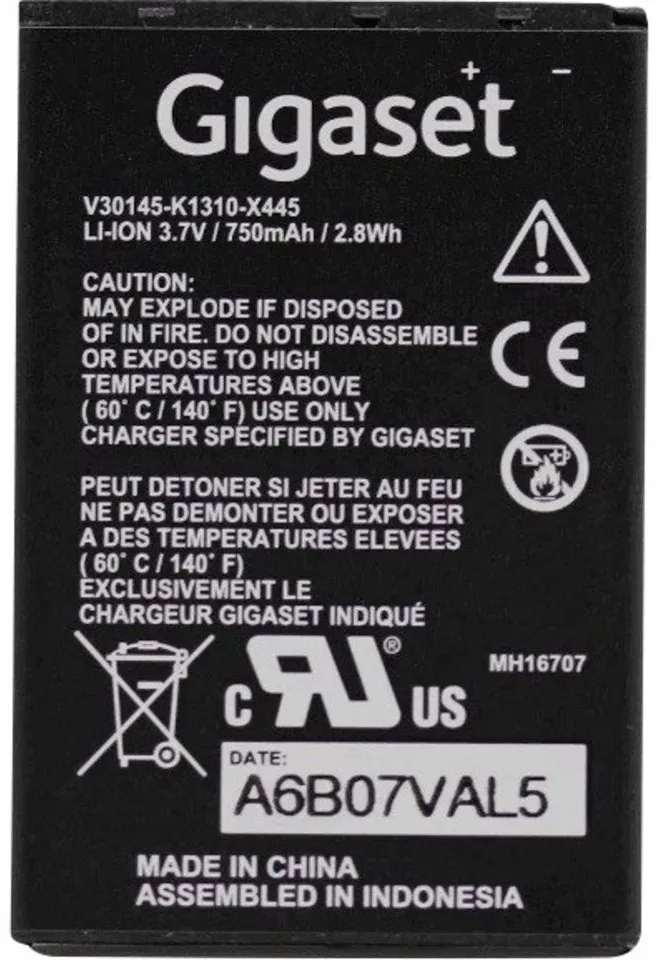 + −
Gigaset
V30145-K1310-X445
LI-ION 3.7V / 750mAh / 2.8Wh
CAUTION:
MAY EXPLODE IF DISPOSED
OF IN FIRE. DO NOT DISASSEMBLE
OR EXPOSE TO HIGH
TEMPERATURES ABOVE
( 60° C / 140° F) USE ONLY
CHARGER SPECIFIED BY GIGASET
CE
PEUT DETONER SI JETER AU FEU
NE PAS DEMONTER OU EXPOSER
A DES TEMPERATURES ELEVEES
( 60° C / 140° F)
EXCLUSIVEMENT LE
CHARGEUR GIGASET INDIQUÉ
c RU® US
MH16707
DATE:
A6B07VAL5
MADE IN CHINA
ASSEMBLED IN INDONESIA